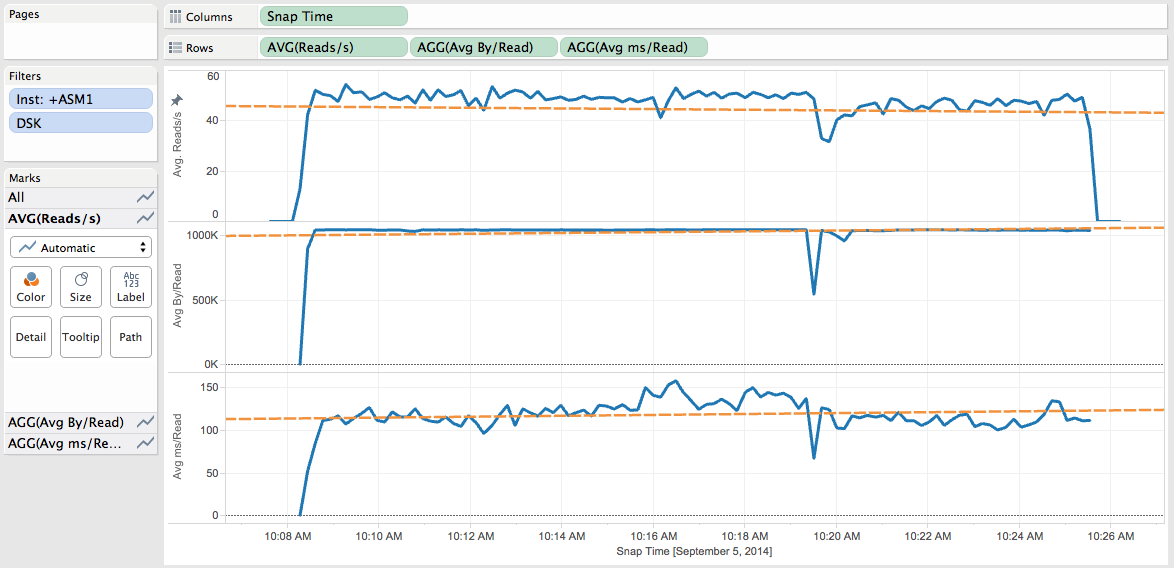 Pages
Columns
Snap Time
Rows
AVG(Reads/s)
AGG(Avg By/Read)
AGG(Avg ms/Read)
Filters
Inst: +ASM1
DSK
Marks
All
AVG(Reads/s)
Automatic
Color
Size
Abc
123
Label
Detail
Tooltip
Path
AGG(Avg By/Read)
AGG(Avg ms/Re...
Avg. Reads/s
60
40
20
0
Avg By/Read
1000K
500K
0K
Avg ms/Read
150
100
50
0
10:08 AM 10:10 AM 10:12 AM 10:14 AM 10:16 AM 10:18 AM 10:20 AM 10:22 AM 10:24 AM 10:26 AM
Snap Time [September 5, 2014]